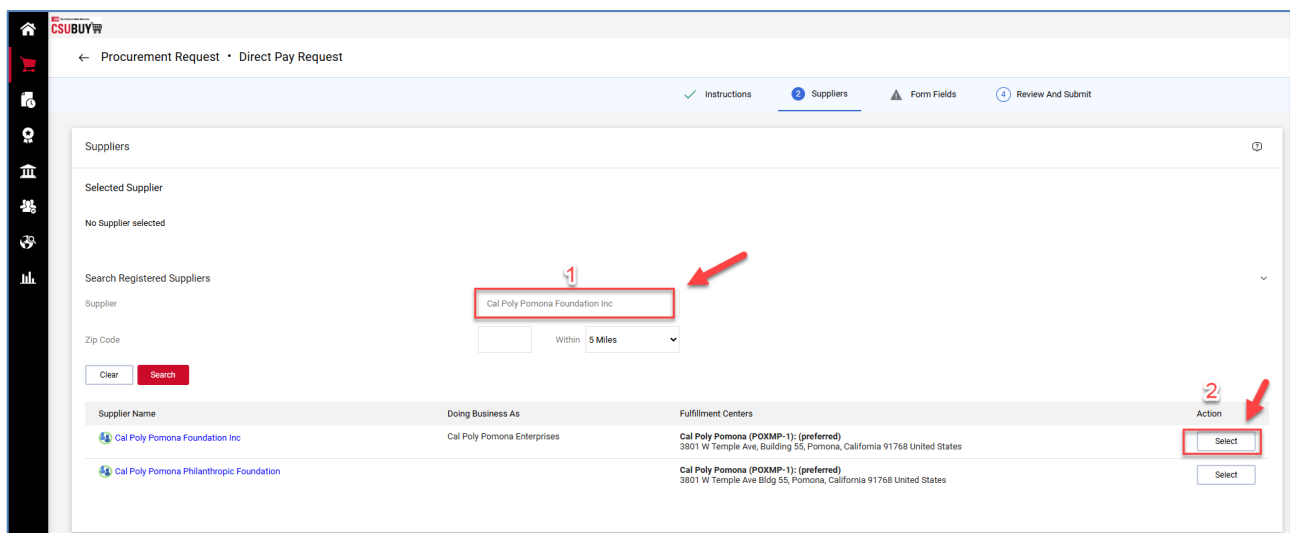 CSUBUY
← Procurement Request • Direct Pay Request
Instructions
2 Suppliers
Form Fields
4 Review And Submit
Suppliers
Selected Supplier
No Supplier selected
1
Search Registered Suppliers
Supplier Cal Poly Pomona Foundation Inc
Zip Code Within 5 Miles
Clear Search
2
Supplier Name Doing Business As Fulfillment Centers Action
Cal Poly Pomona Foundation Inc Cal Poly Pomona Enterprises Cal Poly Pomona (POXMP-1): (preferred) Select
3801 W Temple Ave, Building 55, Pomona, California 91768 United States
Cal Poly Pomona Philanthropic Foundation Cal Poly Pomona (POXMP-1): (preferred) Select
3801 W Temple Ave Bldg 55, Pomona, California 91768 United States